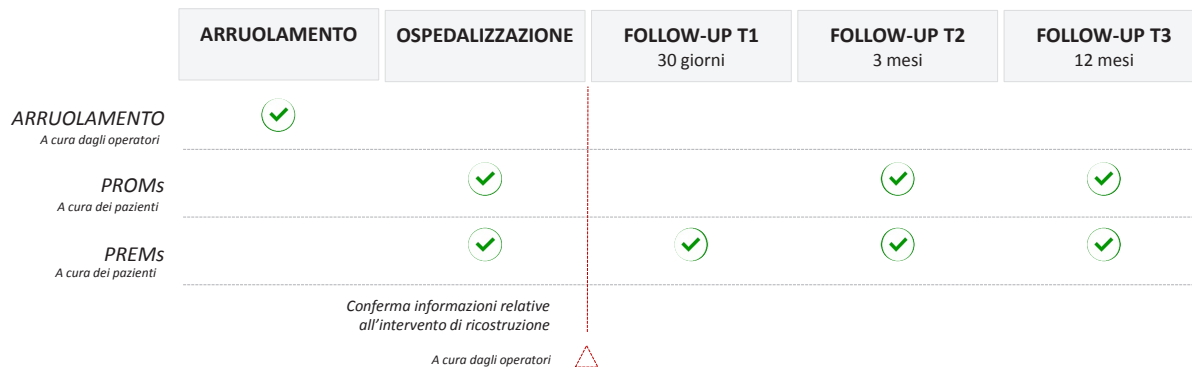 ARRUOLAMENTO
OSPEDALIZZAZIONE
FOLLOW-UP T1
30 giorni
FOLLOW-UP T2
3 mesi
FOLLOW-UP T3
12 mesi
ARRUOLAMENTO
A cura dagli operatori
PROMs
A cura dei pazienti
PREMs
A cura dei pazienti
Conferma informazioni relative
all’intervento di ricostruzione
A cura dagli operatori